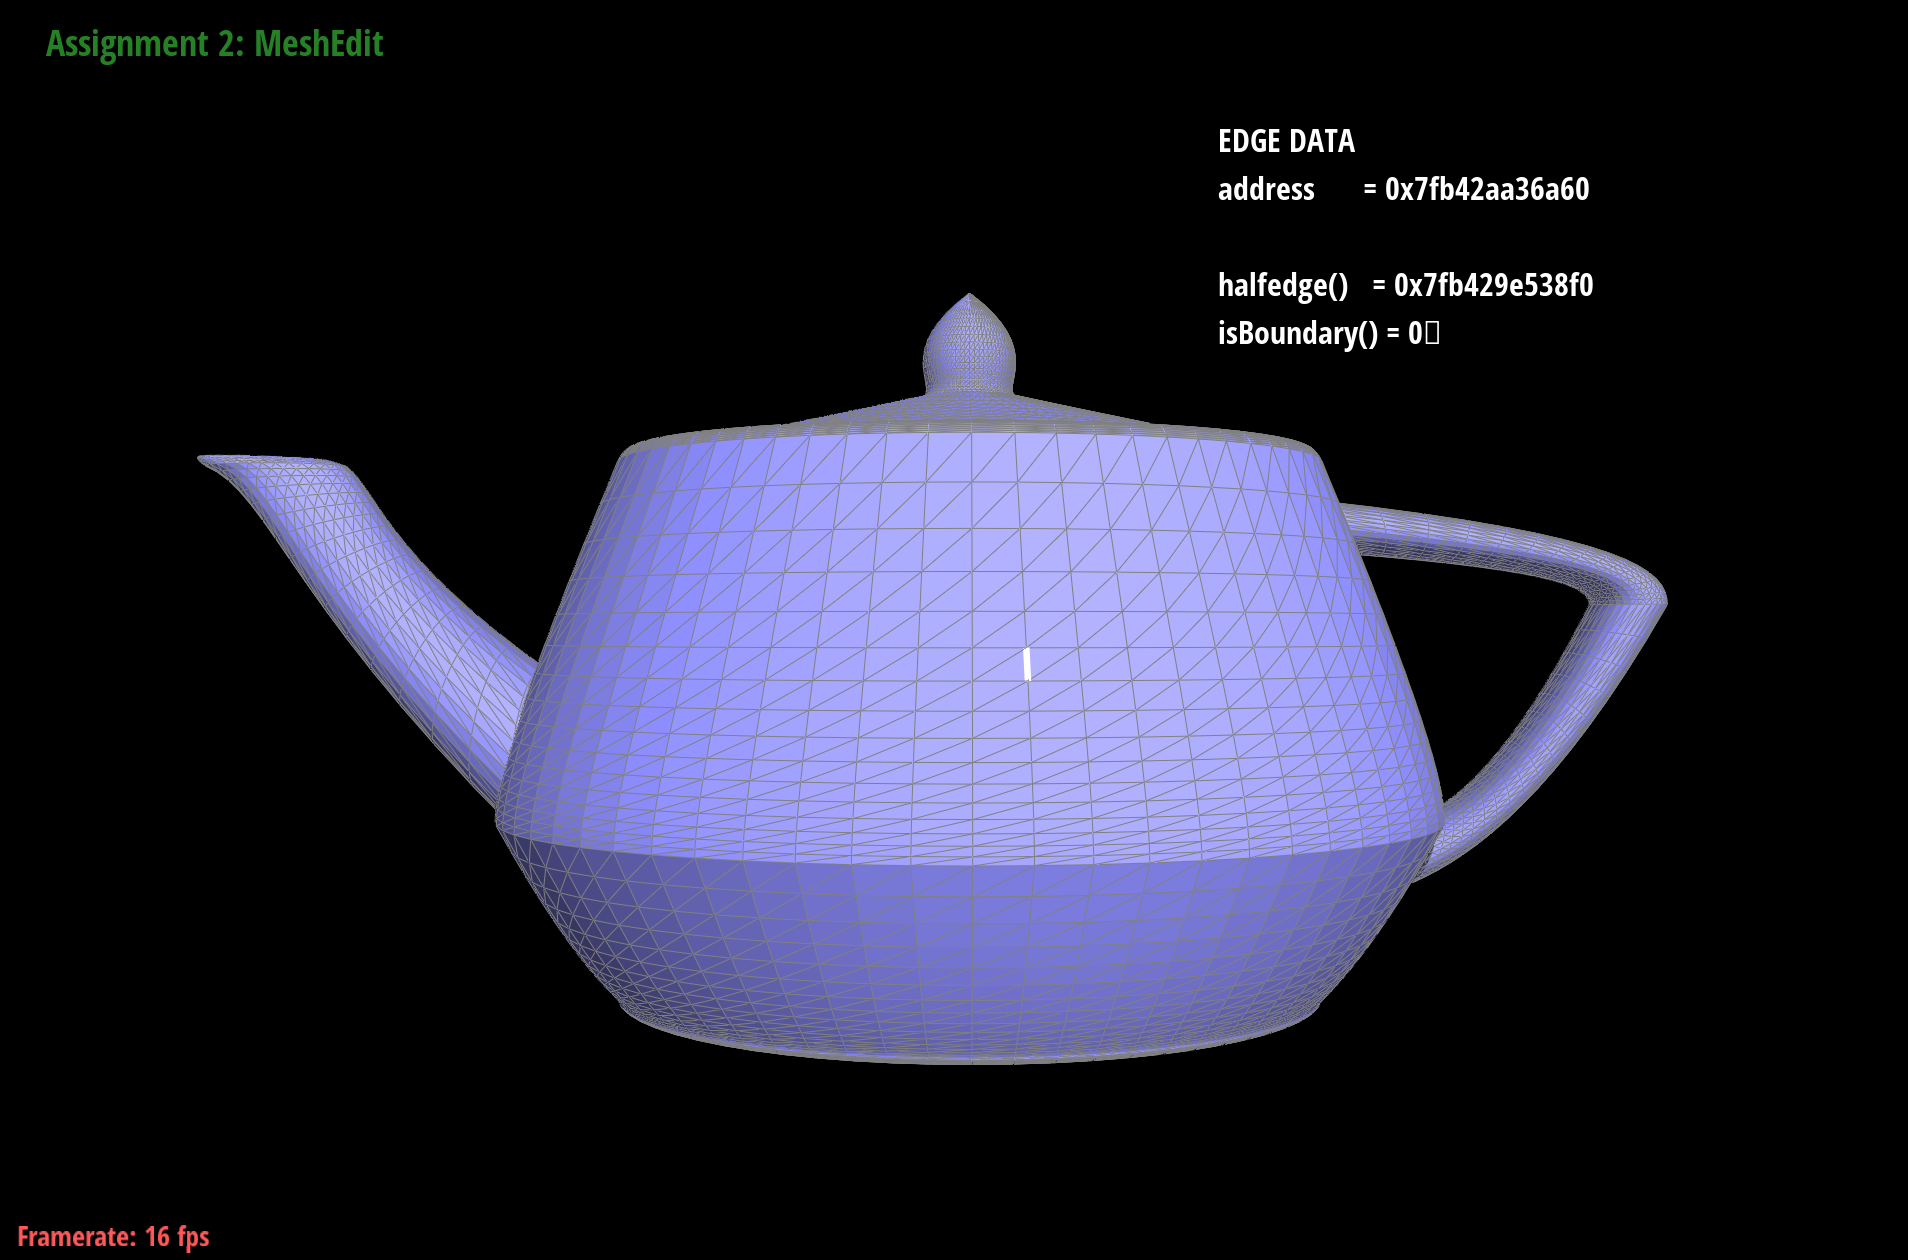 Assignment 2: MeshEdit
EDGE DATA
address = 0x7fb42aa36a60
halfedge() = 0x7fb429e538f0
isBoundary() = 0▯
Framerate: 16 fps